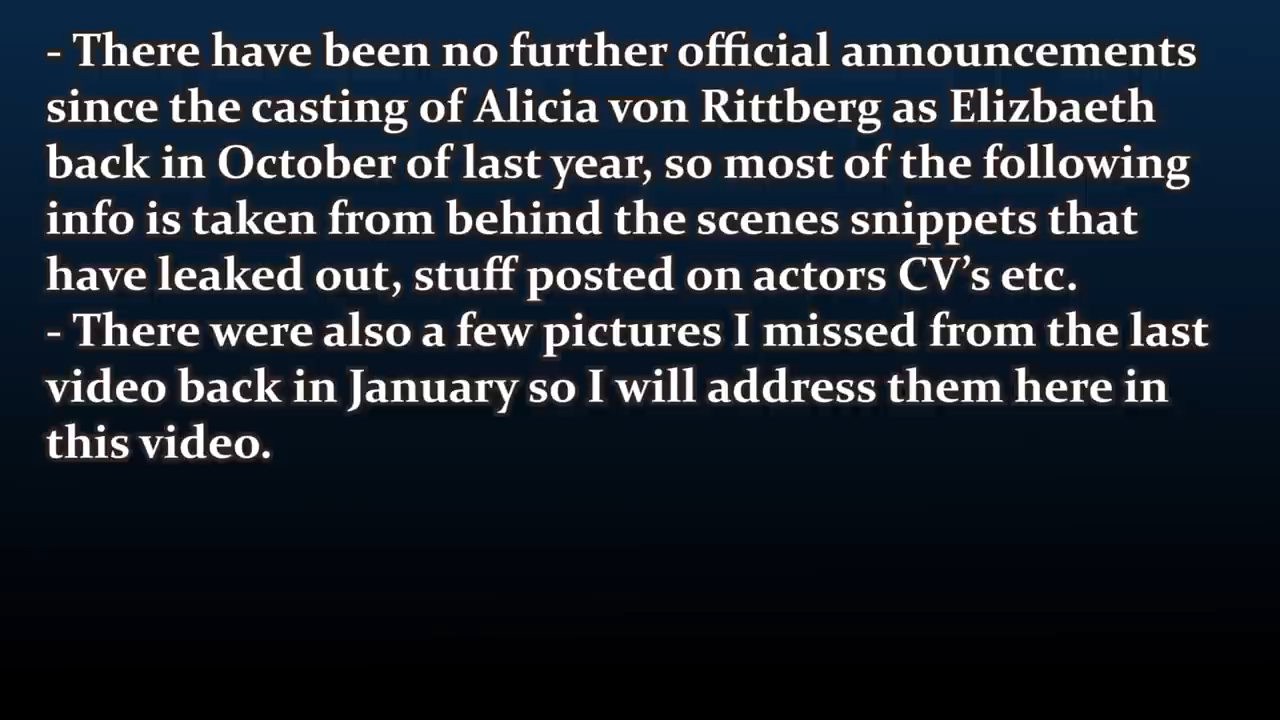 - There have been no further official announcements
since the casting of Alicia von Rittberg as Elizbaeth
back in October of last year, so most of the following
info is taken from behind the scenes snippets that
have leaked out, stuff posted on actors CV’s etc.
- There were also a few pictures I missed from the last
video back in January so I will address them here in
this video.